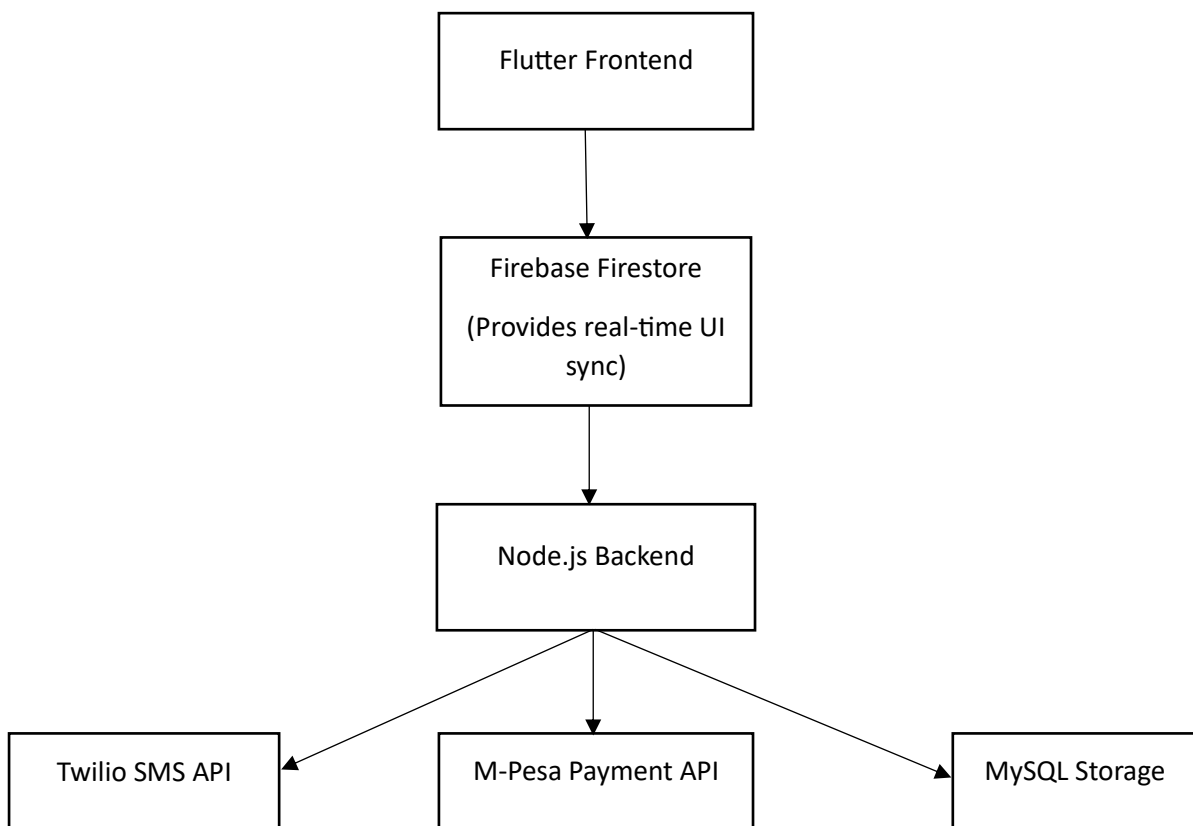 Flutter Frontend
Firebase Firestore
(Provides real-time UI
sync)
Node.js Backend
Twilio SMS API
M-Pesa Payment API
MySQL Storage